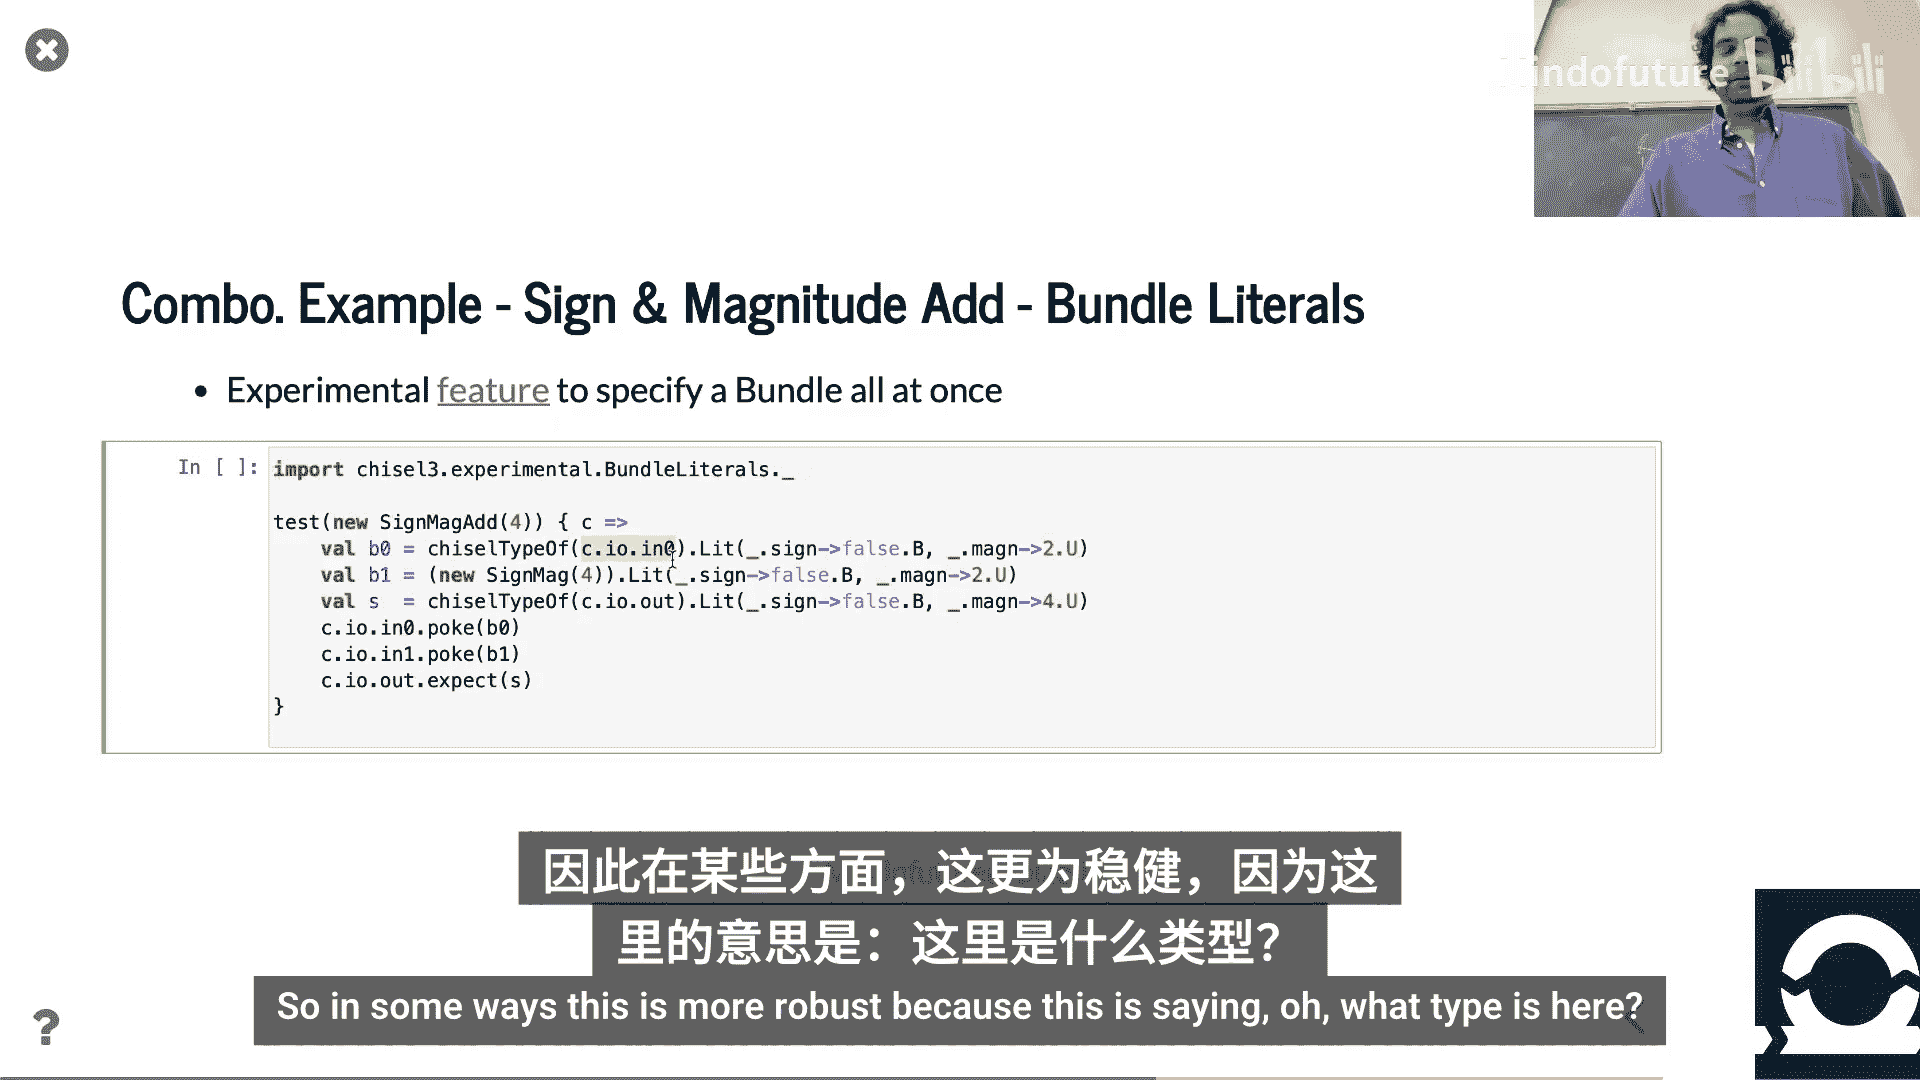 indofuture bilibili
Combo. Example - Sign & Magnitude Add - Bundle Literals
• Experimental feature to specify a Bundle all at once
In [ ]:
import chisel3.experimental.BundleLiterals._
test(new SignMagAdd(4)) { c =>
    val b0 = chiselTypeOf(c.io.in0).Lit(_.sign->false.B, _.magn->2.U)
    val b1 = (new SignMag(4)).Lit(_.sign->false.B, _.magn->2.U)
    val s  = chiselTypeOf(c.io.out).Lit(_.sign->false.B, _.magn->4.U)
    c.io.in0.poke(b0)
    c.io.in1.poke(b1)
    c.io.out.expect(s)
}
因此在某些方面，这更为稳健，因为这
里的意思是：这里是什么类型？
So in some ways this is more robust because this is saying, oh, what type is here?
?